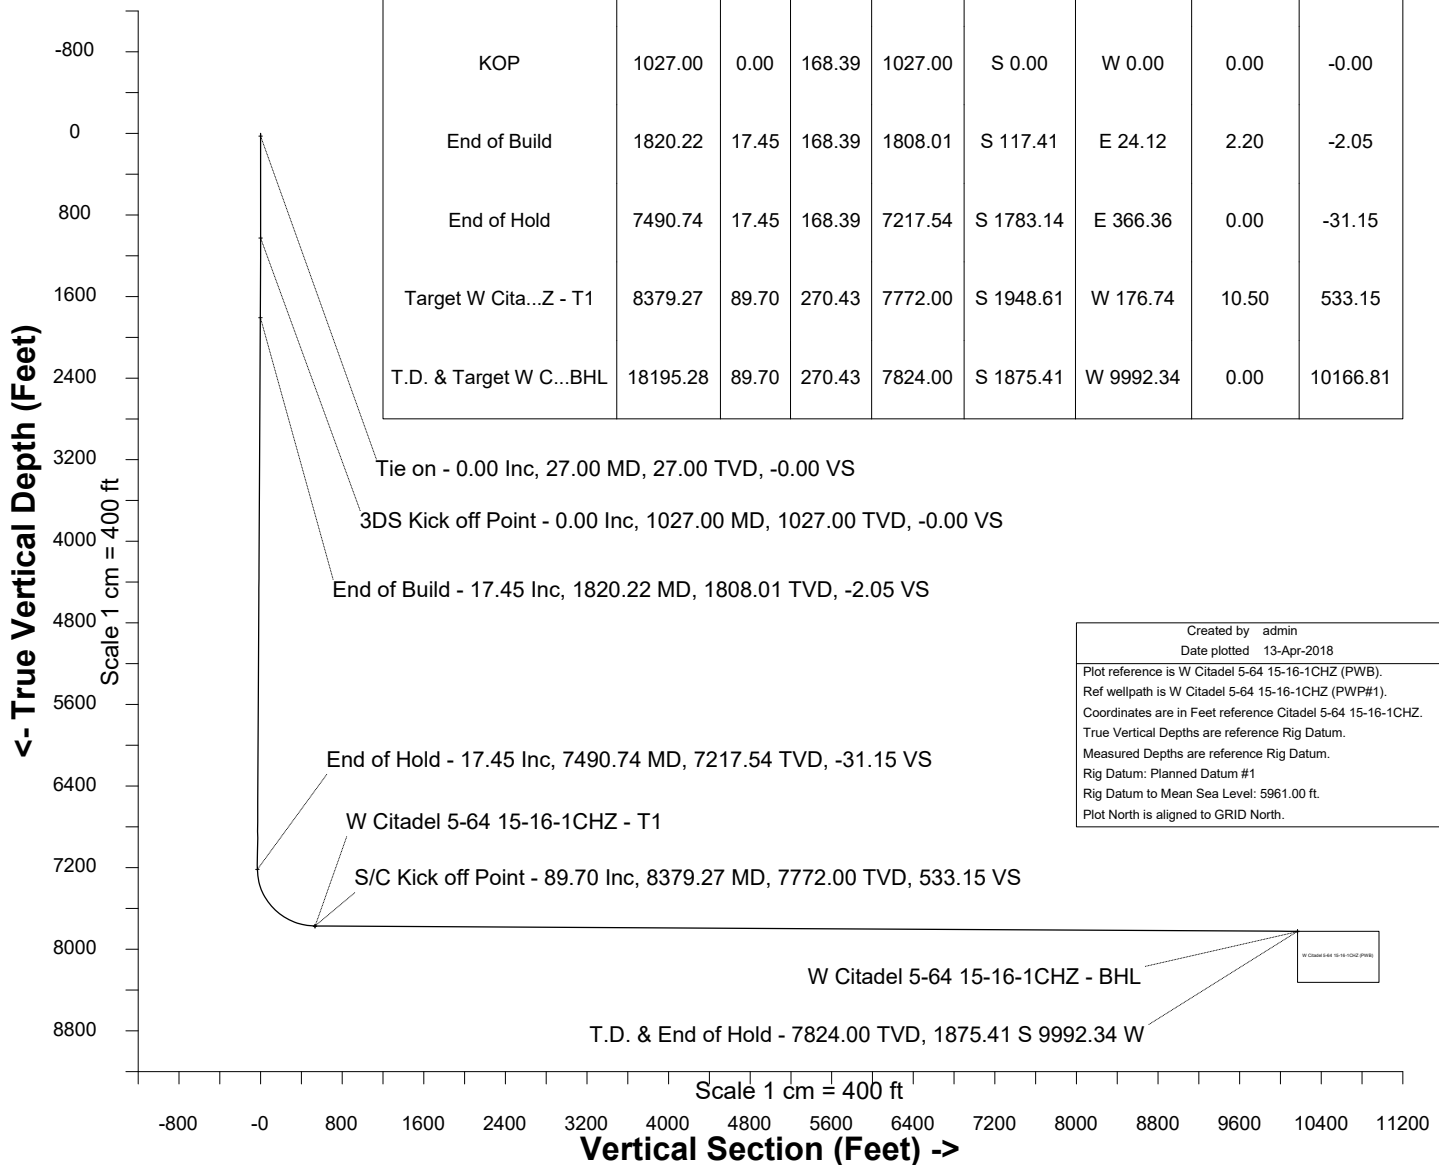 KOP 1027.00 0.00 168.39 1027.00 S 0.00 W 0.00 0.00 -0.00
End of Build 1820.22 17.45 168.39 1808.01 S 117.41 E 24.12 2.20 -2.05
End of Hold 7490.74 17.45 168.39 7217.54 S 1783.14 E 366.36 0.00 -31.15
Target W Cita...Z - T1 8379.27 89.70 270.43 7772.00 S 1948.61 W 176.74 10.50 533.15
T.D. & Target W C...BHL 18195.28 89.70 270.43 7824.00 S 1875.41 W 9992.34 0.00 10166.81
<- True Vertical Depth (Feet)
Scale 1 cm = 400 ft
-800
0
800
1600
2400
3200
4000
4800
5600
6400
7200
8000
8800
Tie on - 0.00 Inc, 27.00 MD, 27.00 TVD, -0.00 VS
3DS Kick off Point - 0.00 Inc, 1027.00 MD, 1027.00 TVD, -0.00 VS
End of Build - 17.45 Inc, 1820.22 MD, 1808.01 TVD, -2.05 VS
Created by admin
Date plotted 13-Apr-2018
Plot reference is W Citadel 5-64 15-16-1CHZ (PWB).
Ref wellpath is W Citadel 5-64 15-16-1CHZ (PWP#1).
Coordinates are in Feet reference Citadel 5-64 15-16-1CHZ.
True Vertical Depths are reference Rig Datum.
Measured Depths are reference Rig Datum.
Rig Datum: Planned Datum #1
Rig Datum to Mean Sea Level: 5961.00 ft.
Plot North is aligned to GRID North.
End of Hold - 17.45 Inc, 7490.74 MD, 7217.54 TVD, -31.15 VS
W Citadel 5-64 15-16-1CHZ - T1
S/C Kick off Point - 89.70 Inc, 8379.27 MD, 7772.00 TVD, 533.15 VS
W Citadel 5-64 15-16-1CHZ (PWB)
W Citadel 5-64 15-16-1CHZ - BHL
T.D. & End of Hold - 7824.00 TVD, 1875.41 S 9992.34 W
Scale 1 cm = 400 ft
-800 -0 800 1600 2400 3200 4000 4800 5600 6400 7200 8000 8800 9600 10400 11200
Vertical Section (Feet) ->